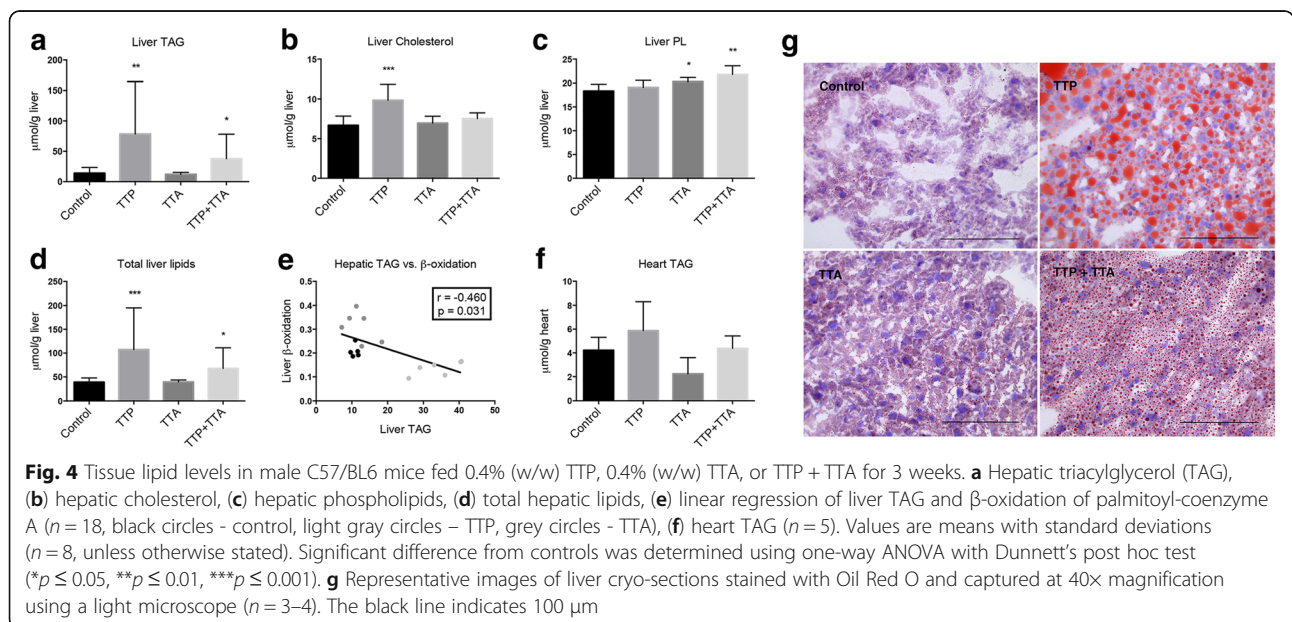 a
Liver TAG
μmol/g liver
200
150
100
50
0
**
*
Control
TTP
TTA
TTP+TTA
b
Liver Cholesterol
μmol/g liver
15
10
5
0
***
Control
TTP
TTA
TTP+TTA
c
Liver PL
μmol/g liver
25
20
15
10
5
0
*
**
Control
TTP
TTA
TTP+TTA
d
Total liver lipids
μmol/g liver
250
200
150
100
50
0
***
*
Control
TTP
TTA
TTP+TTA
e
Hepatic TAG vs. β-oxidation
Liver β-oxidation
0.5
0.4
0.3
0.2
0.1
0.0
r = -0.460
p = 0.031
0 10 20 30 40 50
Liver TAG
f
Heart TAG
μmol/g heart
10
8
6
4
2
0
Control
TTP
TTA
TTP+TTA
g
Control
TTP
TTA
TTP + TTA
Fig. 4 Tissue lipid levels in male C57/BL6 mice fed 0.4% (w/w) TTP, 0.4% (w/w) TTA, or TTP + TTA for 3 weeks. a Hepatic triacylglycerol (TAG),
(b) hepatic cholesterol, (c) hepatic phospholipids, (d) total hepatic lipids, (e) linear regression of liver TAG and β-oxidation of palmitoyl-coenzyme
A (n = 18, black circles - control, light gray circles – TTP, grey circles - TTA), (f) heart TAG (n = 5). Values are means with standard deviations
(n = 8, unless otherwise stated). Significant difference from controls was determined using one-way ANOVA with Dunnett's post hoc test
(*p ≤ 0.05, **p ≤ 0.01, ***p ≤ 0.001). g Representative images of liver cryo-sections stained with Oil Red O and captured at 40× magnification
using a light microscope (n = 3–4). The black line indicates 100 μm